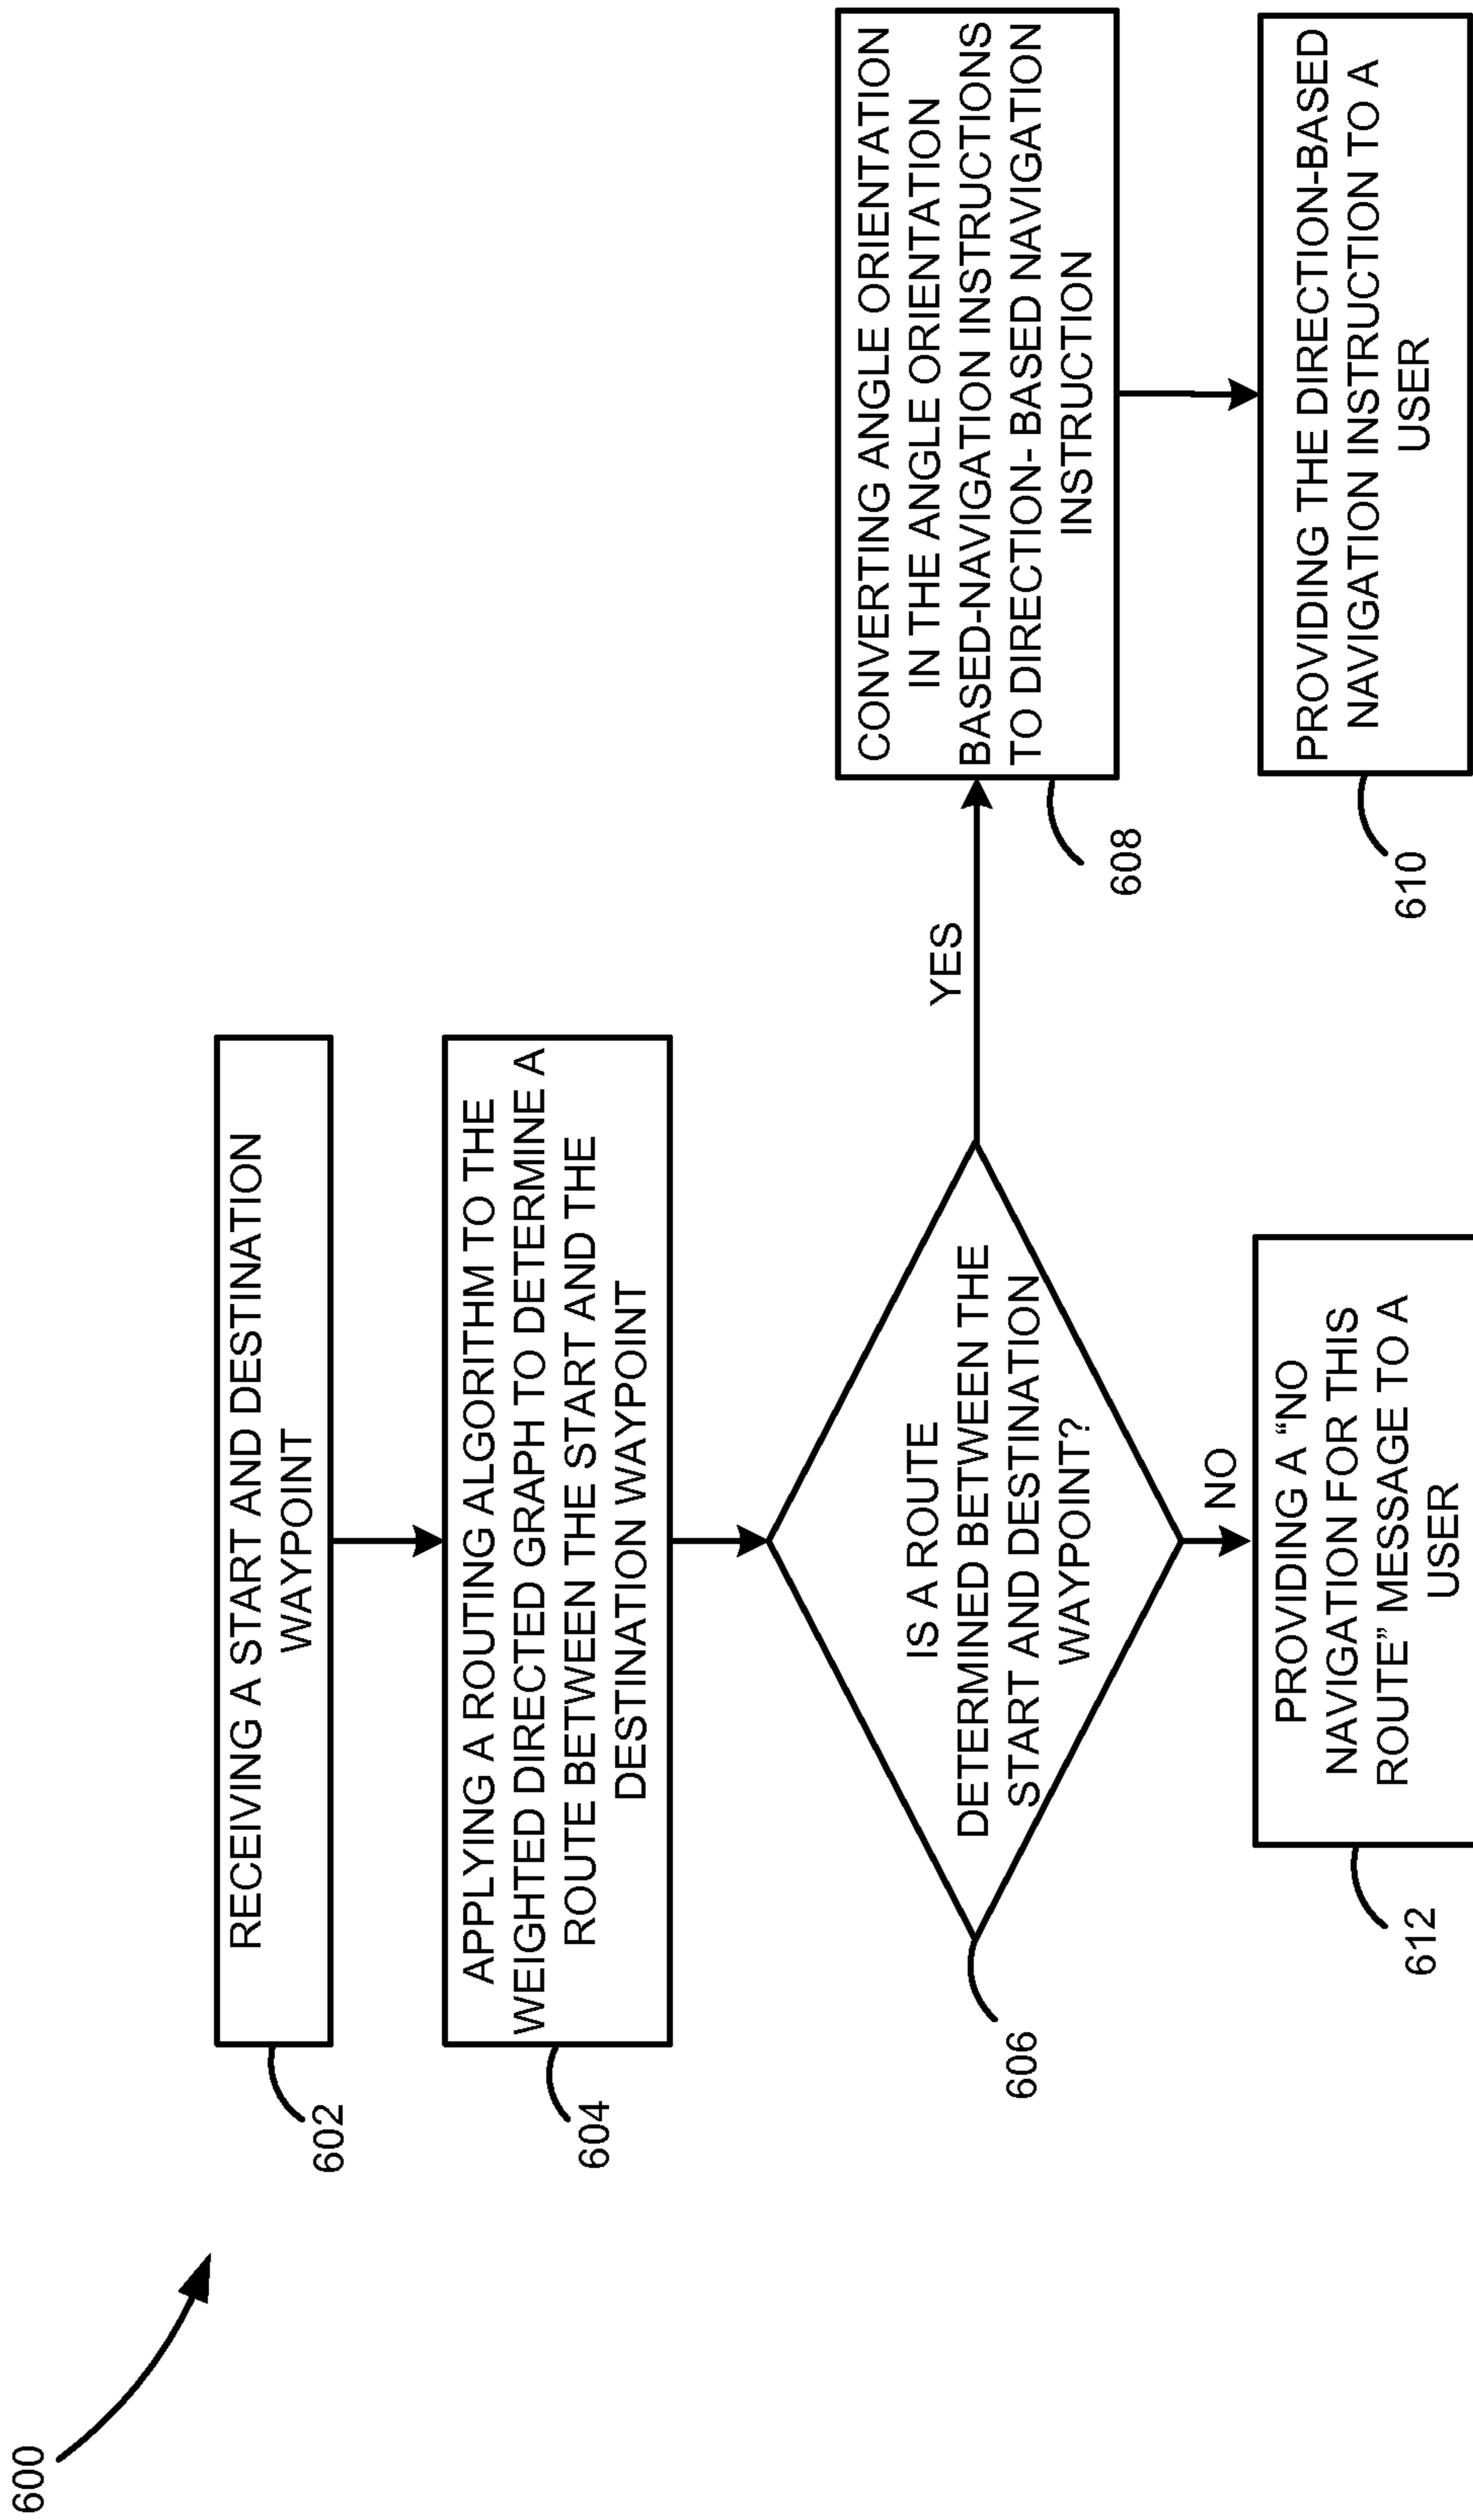 600
RECEIVING A START AND DESTINATION
WAYPOINT
602
APPLYING A ROUTING ALGORITHM TO THE
WEIGHTED DIRECTED GRAPH TO DETERMINE A
ROUTE BETWEEN THE START AND THE
DESTINATION WAYPOINT
604
IS A ROUTE
DETERMINED BETWEEN THE
START AND DESTINATION
WAYPOINT?
606
YES
CONVERTING ANGLE ORIENTATION
IN THE ANGLE ORIENTATION
BASED-NAVIGATION INSTRUCTIONS
TO DIRECTION- BASED NAVIGATION
INSTRUCTION
608
NO
PROVIDING A “NO
NAVIGATION FOR THIS
ROUTE” MESSAGE TO A
USER
612
PROVIDING THE DIRECTION-BASED
NAVIGATION INSTRUCTION TO A
USER
610